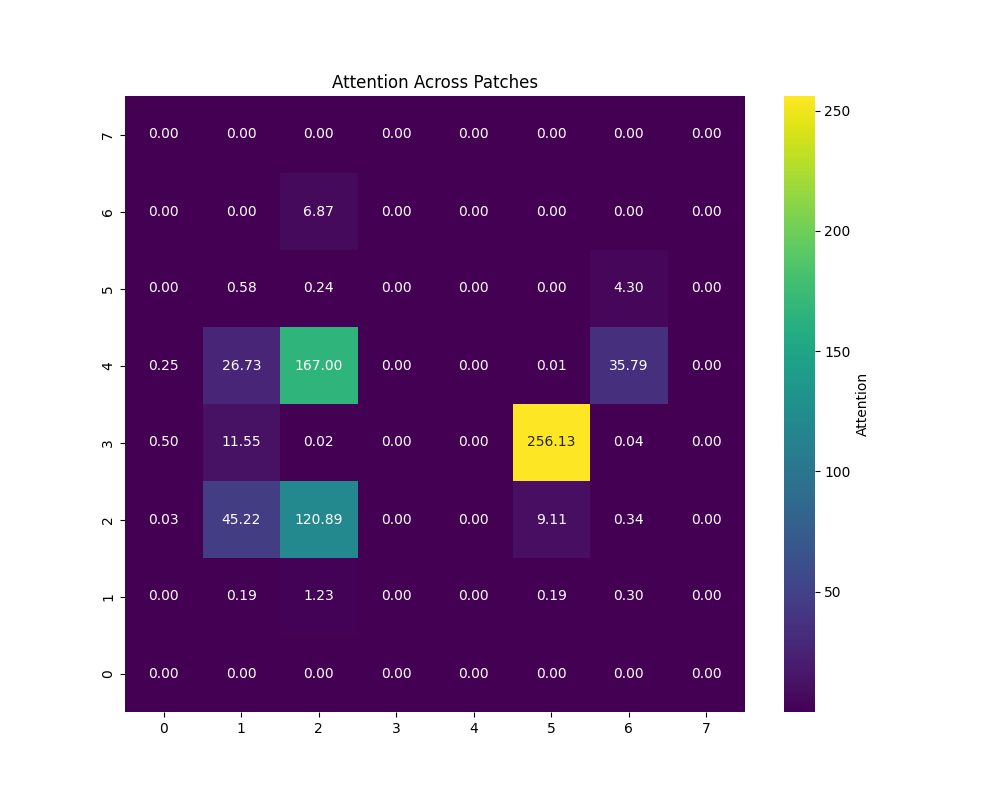 Attention Across Patches
7 0.00 0.00 0.00 0.00 0.00 0.00 0.00 0.00
6 0.00 0.00 6.87 0.00 0.00 0.00 0.00 0.00
5 0.00 0.58 0.24 0.00 0.00 0.00 4.30 0.00
4 0.25 26.73 167.00 0.00 0.00 0.01 35.79 0.00
3 0.50 11.55 0.02 0.00 0.00 256.13 0.04 0.00
2 0.03 45.22 120.89 0.00 0.00 9.11 0.34 0.00
1 0.00 0.19 1.23 0.00 0.00 0.19 0.30 0.00
0 0.00 0.00 0.00 0.00 0.00 0.00 0.00 0.00
0 1 2 3 4 5 6 7
250
200
150
100
50
Attention